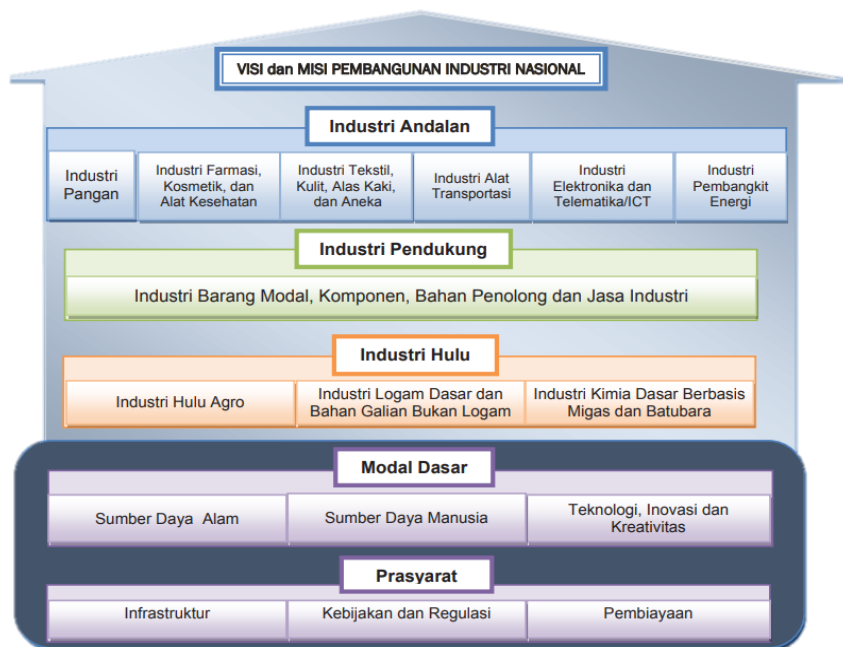 VISI dan MISI PEMBANGUNAN INDUSTRI NASIONAL
Industri Andalan
Industri
Pangan
Industri Farmasi,
Kosmetik, dan
Alat Kesehatan
Industri Tekstil,
Kulit, Alas Kaki,
dan Aneka
Industri Alat
Transportasi
Industri
Elektronika dan
Telematika/ICT
Industri
Pembangkit
Energi
Industri Pendukung
Industri Barang Modal, Komponen, Bahan Penolong dan Jasa Industri
Industri Hulu
Industri Hulu Agro
Industri Logam Dasar dan
Bahan Galian Bukan Logam
Industri Kimia Dasar Berbasis
Migas dan Batubara
Modal Dasar
Sumber Daya Alam
Sumber Daya Manusia
Teknologi, Inovasi dan
Kreativitas
Prasyarat
Infrastruktur
Kebijakan dan Regulasi
Pembiayaan